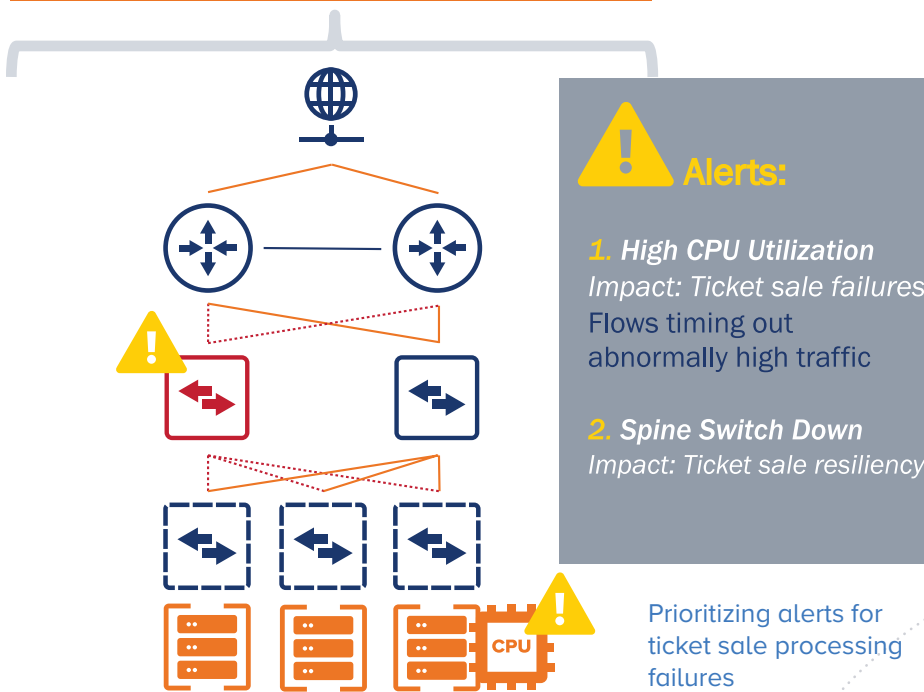 Alerts:
1. High CPU Utilization
Impact: Ticket sale failures
Flows timing out
abnormally high traffic
2. Spine Switch Down
Impact: Ticket sale resiliency
CPU
Prioritizing alerts for
ticket sale processing
failures